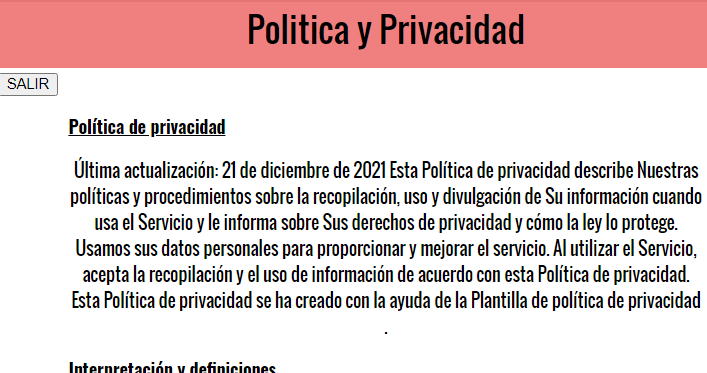 Politica y Privacidad
SALIR
Política de privacidad
Última actualización: 21 de diciembre de 2021 Esta Política de privacidad describe Nuestras
políticas y procedimientos sobre la recopilación, uso y divulgación de Su información cuando
usa el Servicio y le informa sobre Sus derechos de privacidad y cómo la ley lo protege.
Usamos sus datos personales para proporcionar y mejorar el servicio. Al utilizar el Servicio,
acepta la recopilación y el uso de información de acuerdo con esta Política de privacidad.
Esta Política de privacidad se ha creado con la ayuda de la Plantilla de política de privacidad
.
Interpretación y definiciones